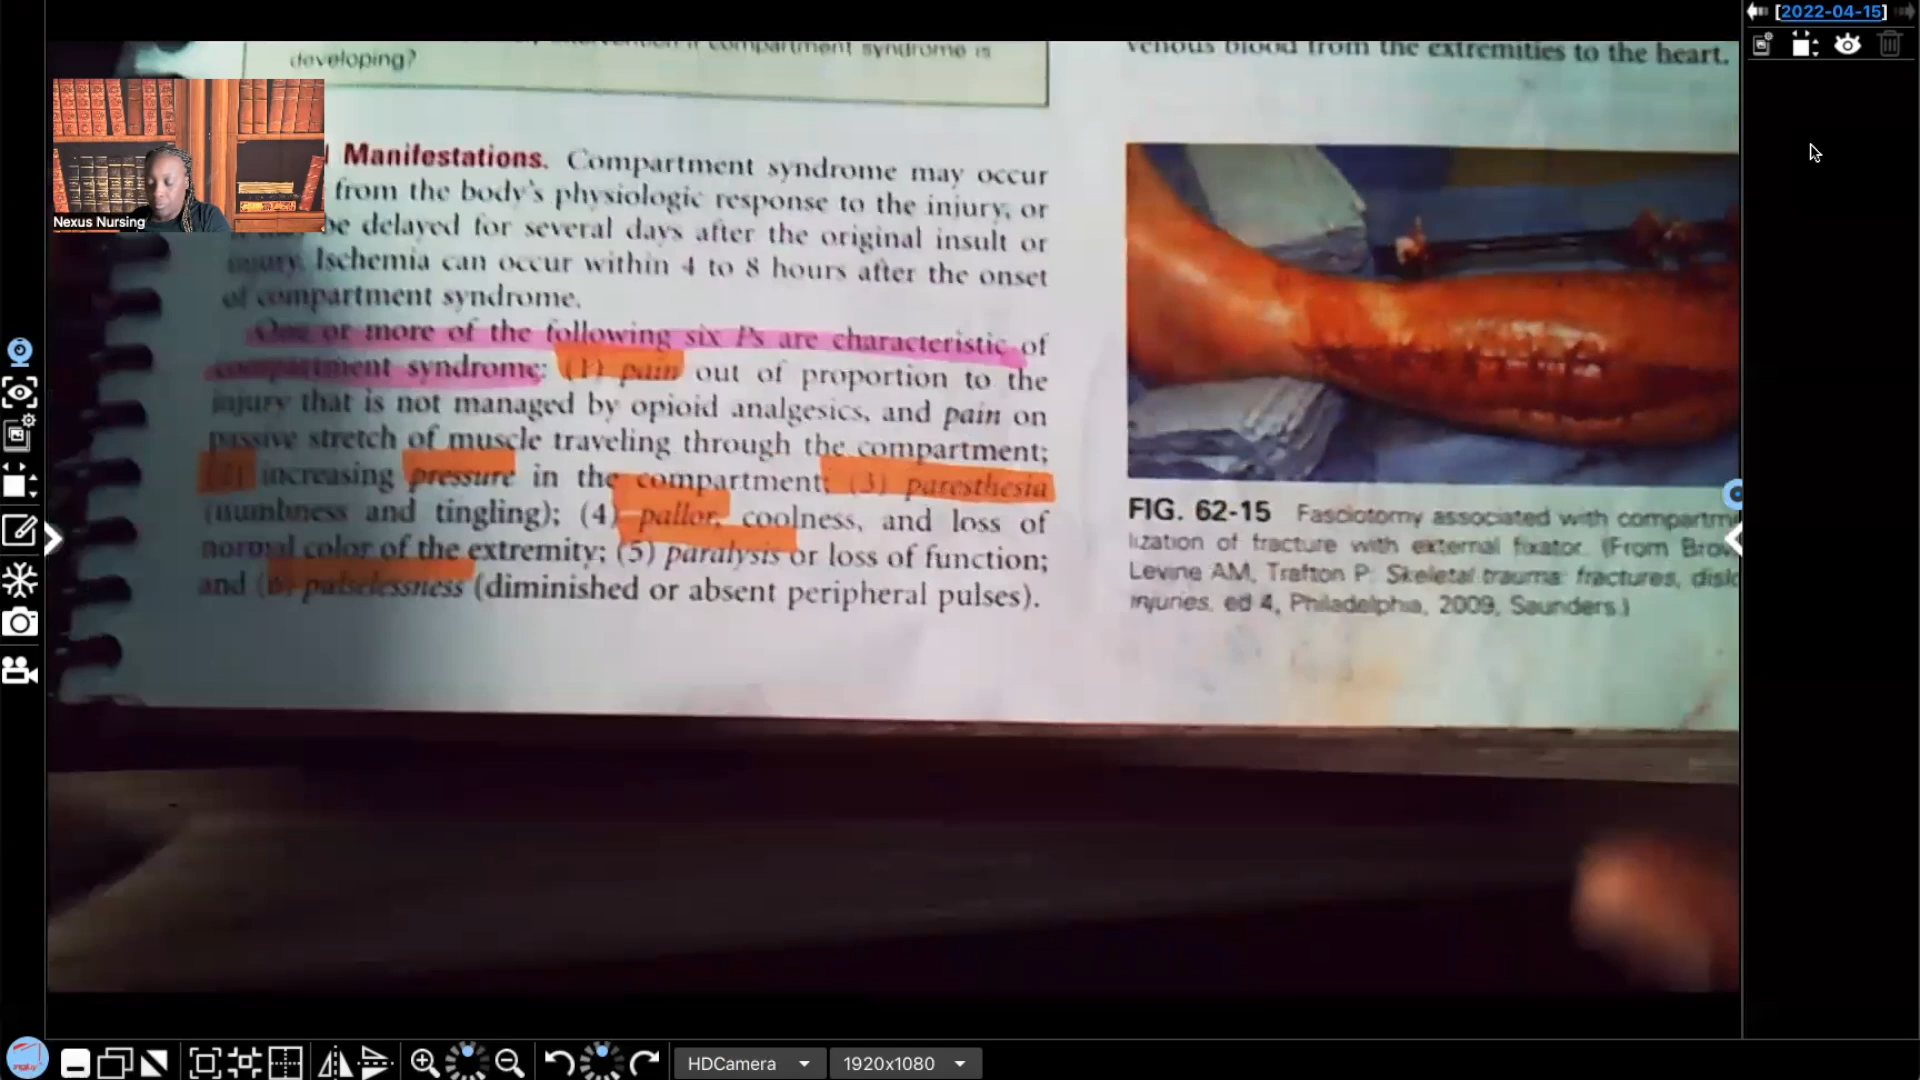 [2022-04-15]
developing?
compartment syndrome is
venous blood from the extremities to the heart.
Nexus Nursing
Manifestations. Compartment syndrome may occur
from the body's physiologic response to the injury, or
be delayed for several days after the original insult or
injury. Ischemia can occur within 4 to 8 hours after the onset
of compartment syndrome.
One or more of the following six Ps are characteristic of
compartment syndrome: (1) pain out of proportion to the
injury that is not managed by opioid analgesics, and pain on
passive stretch of muscle traveling through the compartment;
(2) increasing pressure in the compartment; (3) paresthesia
(numbness and tingling); (4) pallor, coolness, and loss of
normal color of the extremity; (5) paralysis or loss of function;
and (6) pulselessness (diminished or absent peripheral pulses).
FIG. 62-15 Fasciotomy associated with
lization of fracture with external fixator. (From
Levine AM, Trafton P: Skeletal trauma: fractures,
injuries, ed 4, Philadelphia, 2009, Saunders.)
HDCamera
1920x1080